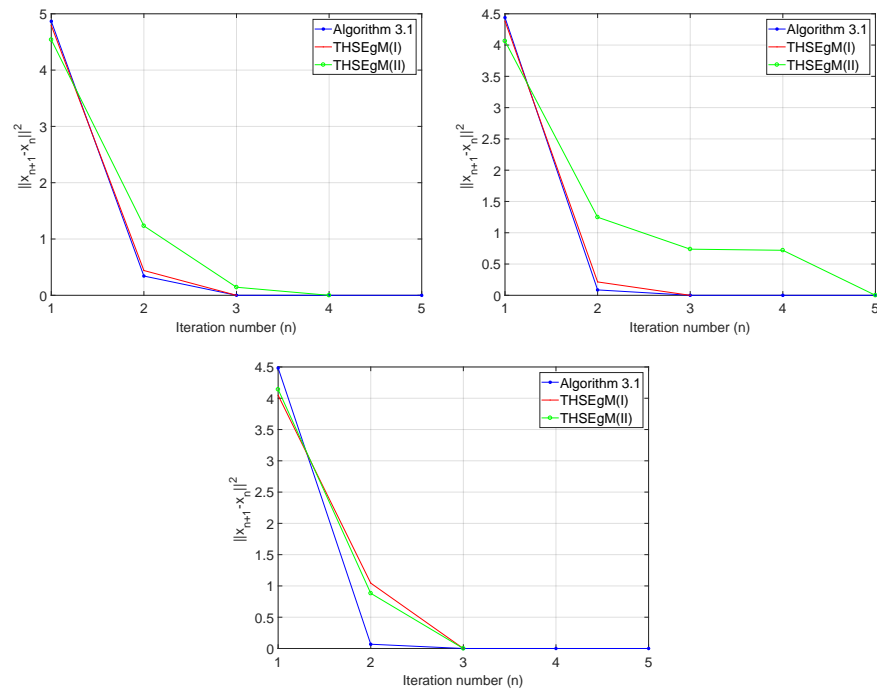 5
4
3
2
1
0
||x_{n+1}-x_n||^2
1
2
3
4
5
Iteration number (n)
Algorithm 3.1
THSEgM(I)
THSEgM(II)
4.5
4
3.5
3
2.5
2
1.5
1
0.5
0
||x_{n+1}-x_n||^2
1
2
3
4
5
Iteration number (n)
Algorithm 3.1
THSEgM(I)
THSEgM(II)
4.5
4
3.5
3
2.5
2
1.5
1
0.5
0
||x_{n+1}-x_n||^2
1
2
3
4
5
Iteration number (n)
Algorithm 3.1
THSEgM(I)
THSEgM(II)